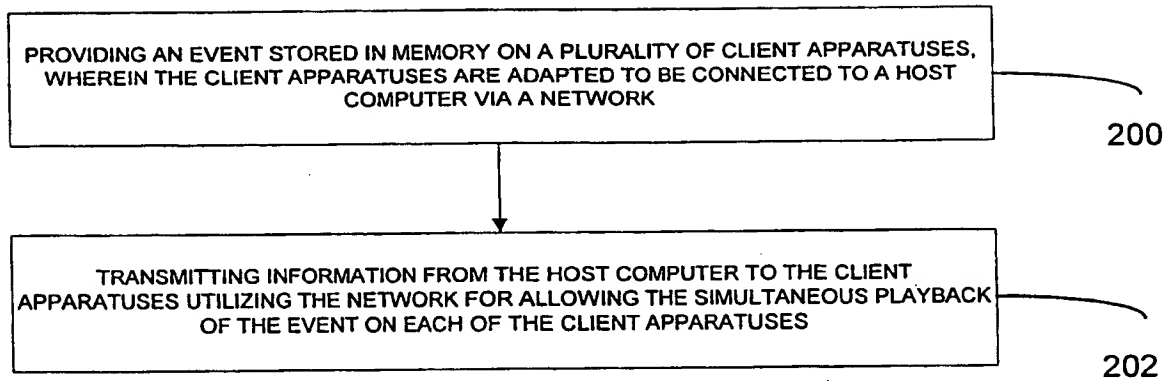 PROVIDING AN EVENT STORED IN MEMORY ON A PLURALITY OF CLIENT APPARATUSES,
WHEREIN THE CLIENT APPARATUSES ARE ADAPTED TO BE CONNECTED TO A HOST
COMPUTER VIA A NETWORK
200
TRANSMITTING INFORMATION FROM THE HOST COMPUTER TO THE CLIENT
APPARATUSES UTILIZING THE NETWORK FOR ALLOWING THE SIMULTANEOUS PLAYBACK
OF THE EVENT ON EACH OF THE CLIENT APPARATUSES
202